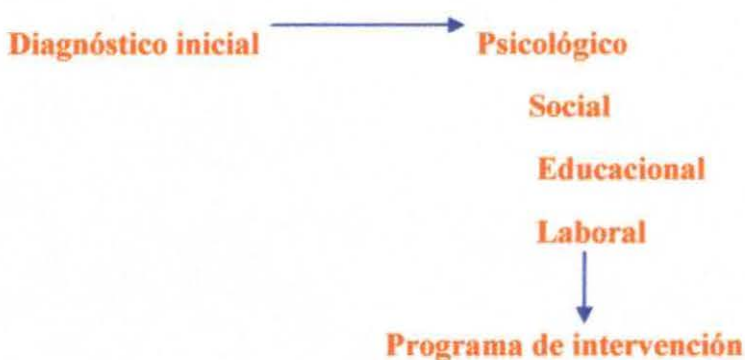 Diagnóstico inicial Psicológico
Social
Educacional
Laboral
Programa de intervención